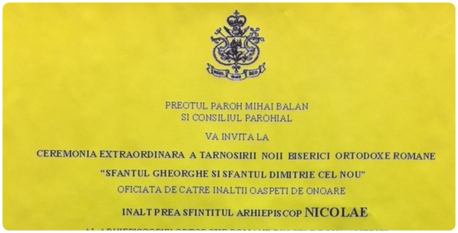 PREOTUL PAROH MIHAI BALAN
SI CONSILIUL PAROHIAL
VA INVITA LA
CEREMONIA EXTRAORDINARA A TARNOSIRII NOII BISERICI ORTODOXE ROMANE
"SFANTUL GHEORGHE SI SFANTUL DIMITRIE CEL NOU"
OFICIATA DE CATRE INALTII OASPETI DE ONOARE
INALT PREA SFINTITUL ARHIEPISCOP NICOLAE